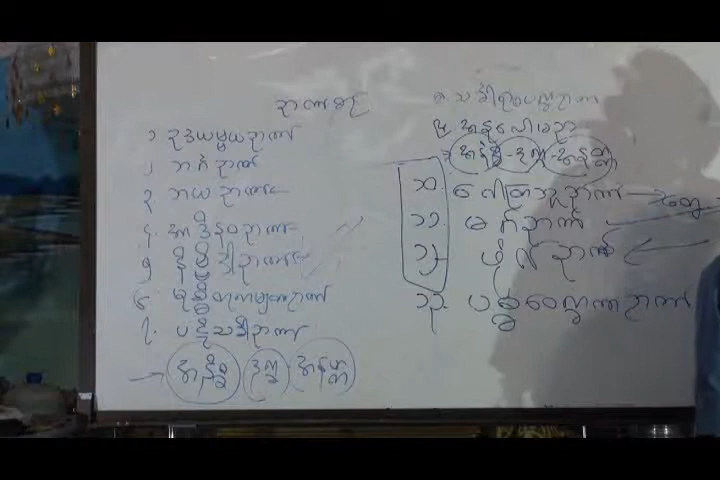 ဉာဏစဉ်
၁ ဥဒယမ္ဗယဉာဏ်
၂ ဘင်္ဂဉာဏ်
၃ ဘယဉာဏ်
၄ အာဒီနဝဉာဏ်
၅ နိဗ္ဗိဒါဉာဏ်
၆ မုဉ္စိတုကမျတာဉာဏ်
၇ ပဋိသင်္ခါဉာဏ်
အနိစ္စ ဒုက္ခ အနတ္တ
၈ သင်္ခါရုပေက္ခာဉာဏ်
၉ အနုလောမဉာဏ်
အနိစ္စ-ဒုက္ခ-အနတ္တ
၁၀. ဂေါတြဘူဉာဏ်
၁၁. မဂ်ဉာဏ်
၁၂ ဖိုလ်ဉာဏ်
၁၃. ပစ္စဝေက္ခဏာဉာဏ်